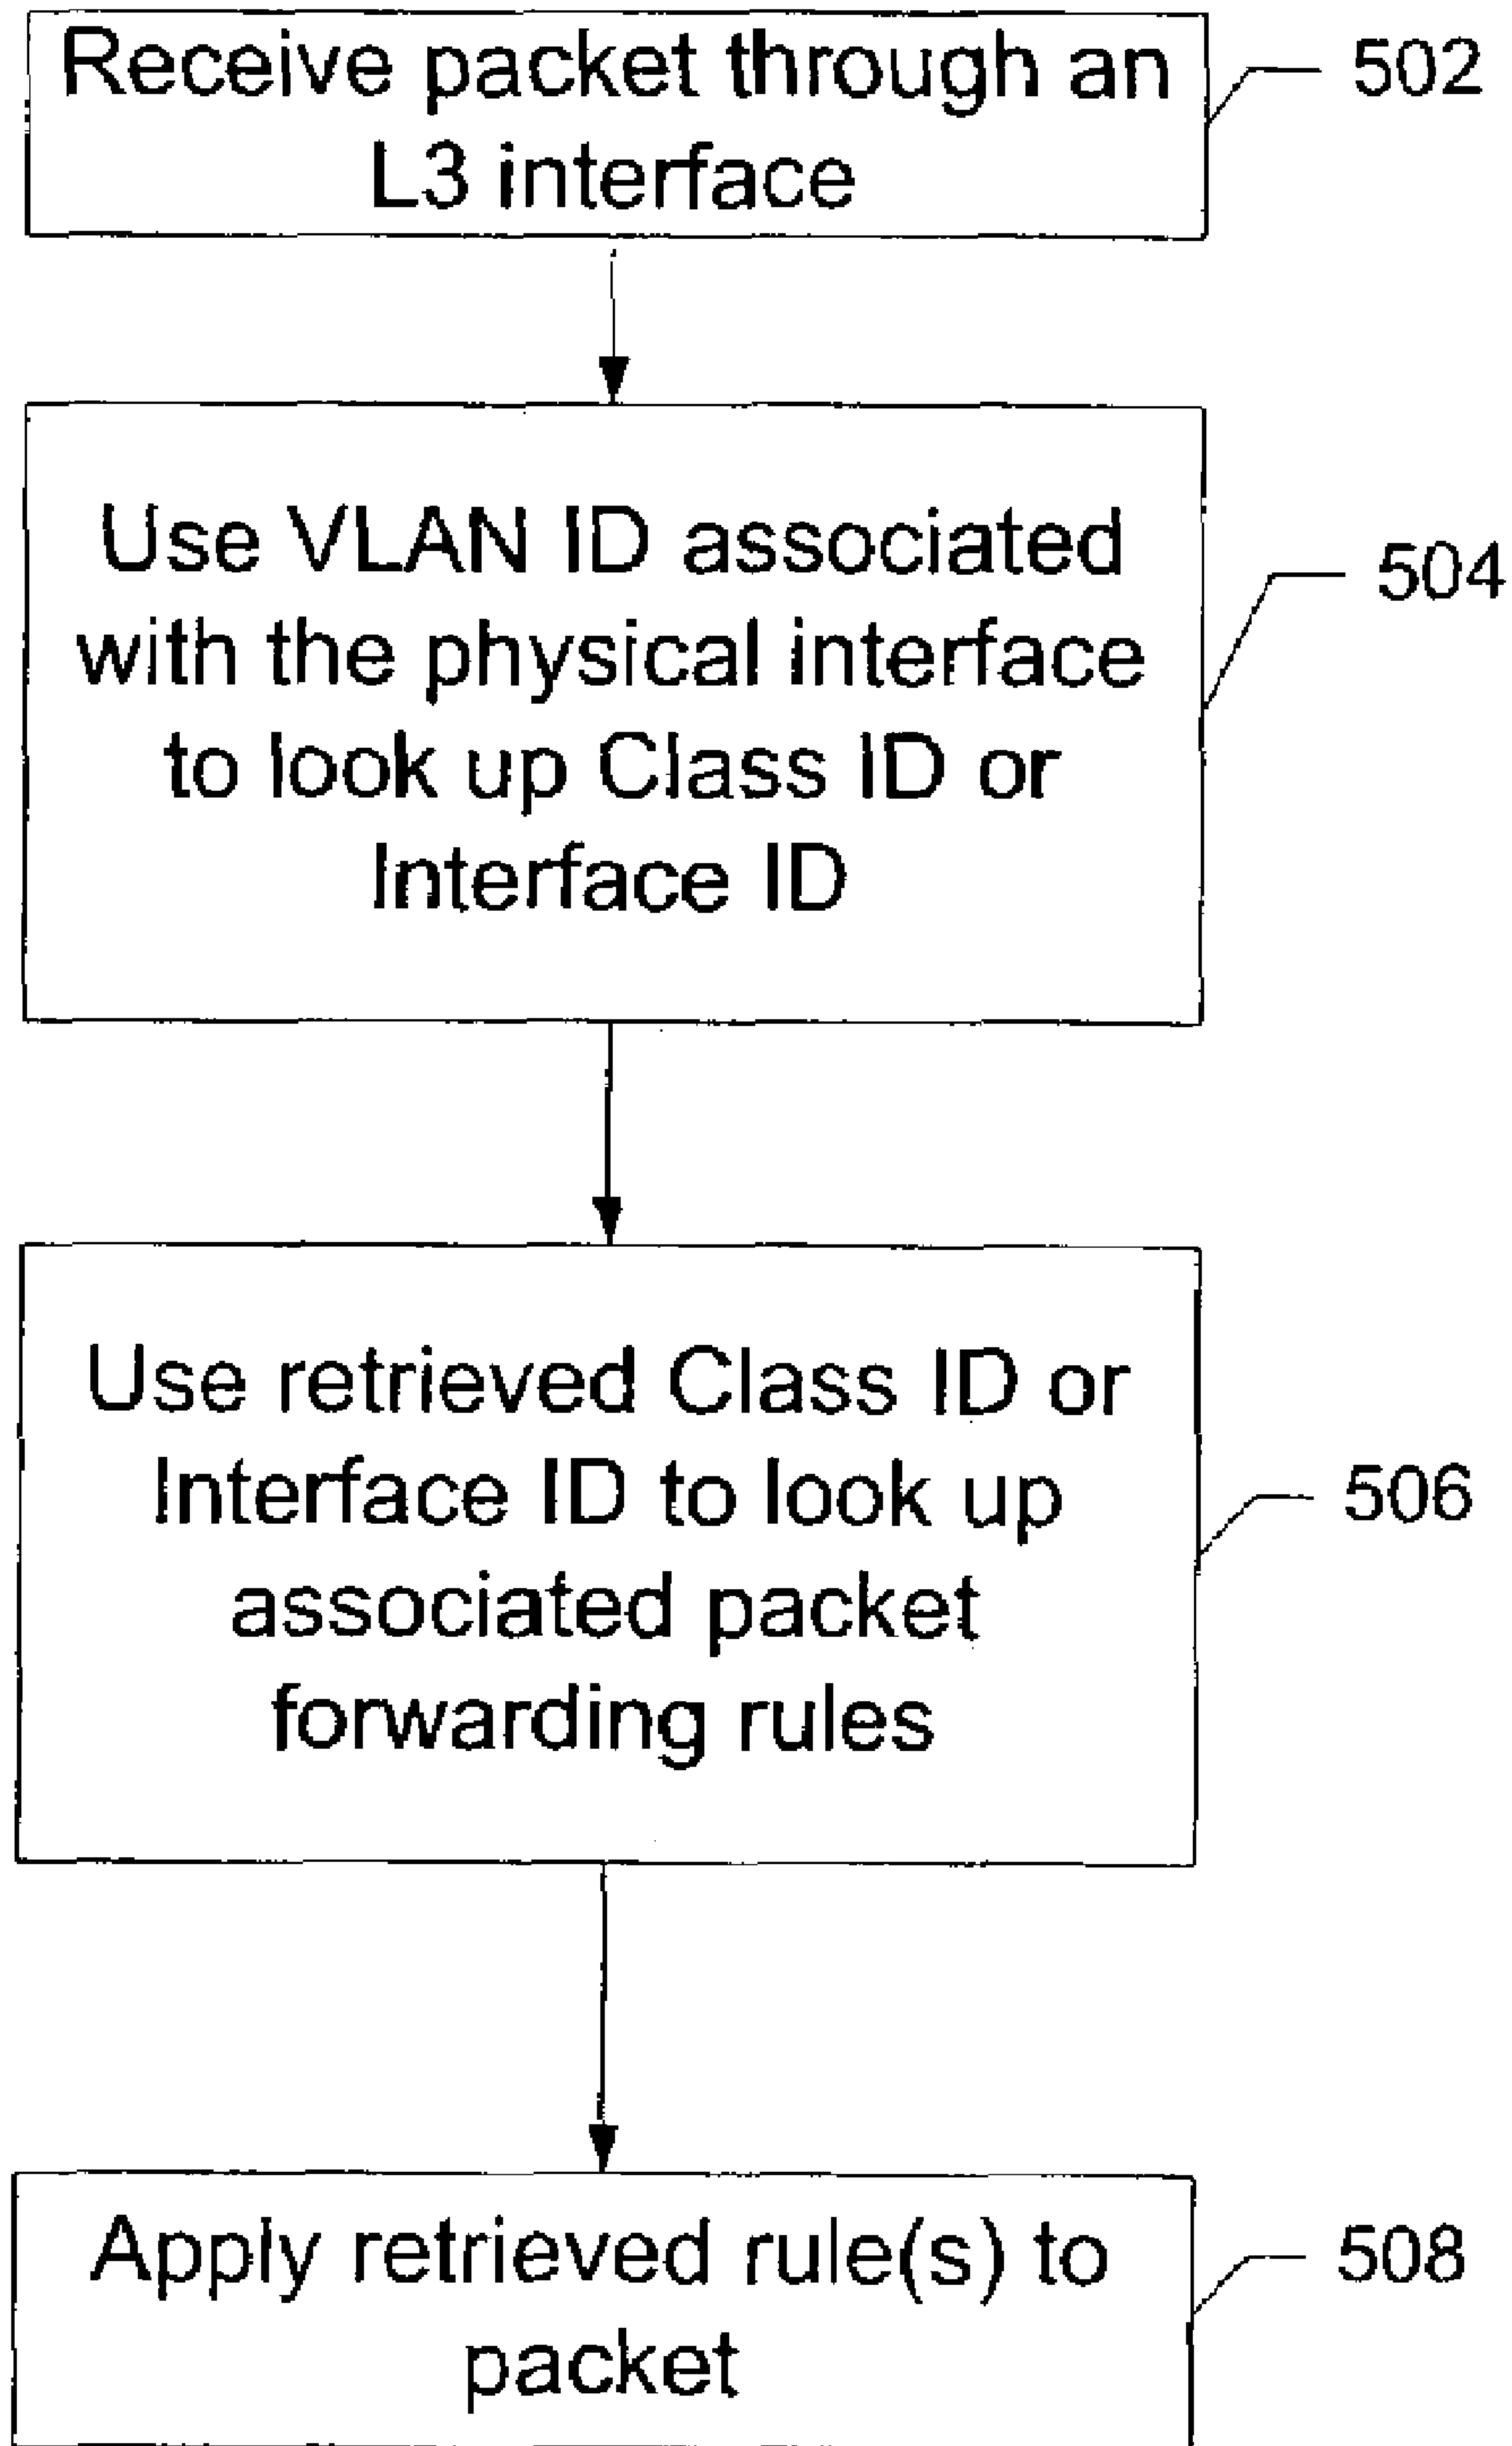 Receive packet through an
L3 interface
502
Use VLAN ID associated
with the physical interface
to look up Class ID or
Interface ID
504
Use retrieved Class ID or
Interface ID to look up
associated packet
forwarding rules
506
Apply retrieved rule(s) to
packet
508